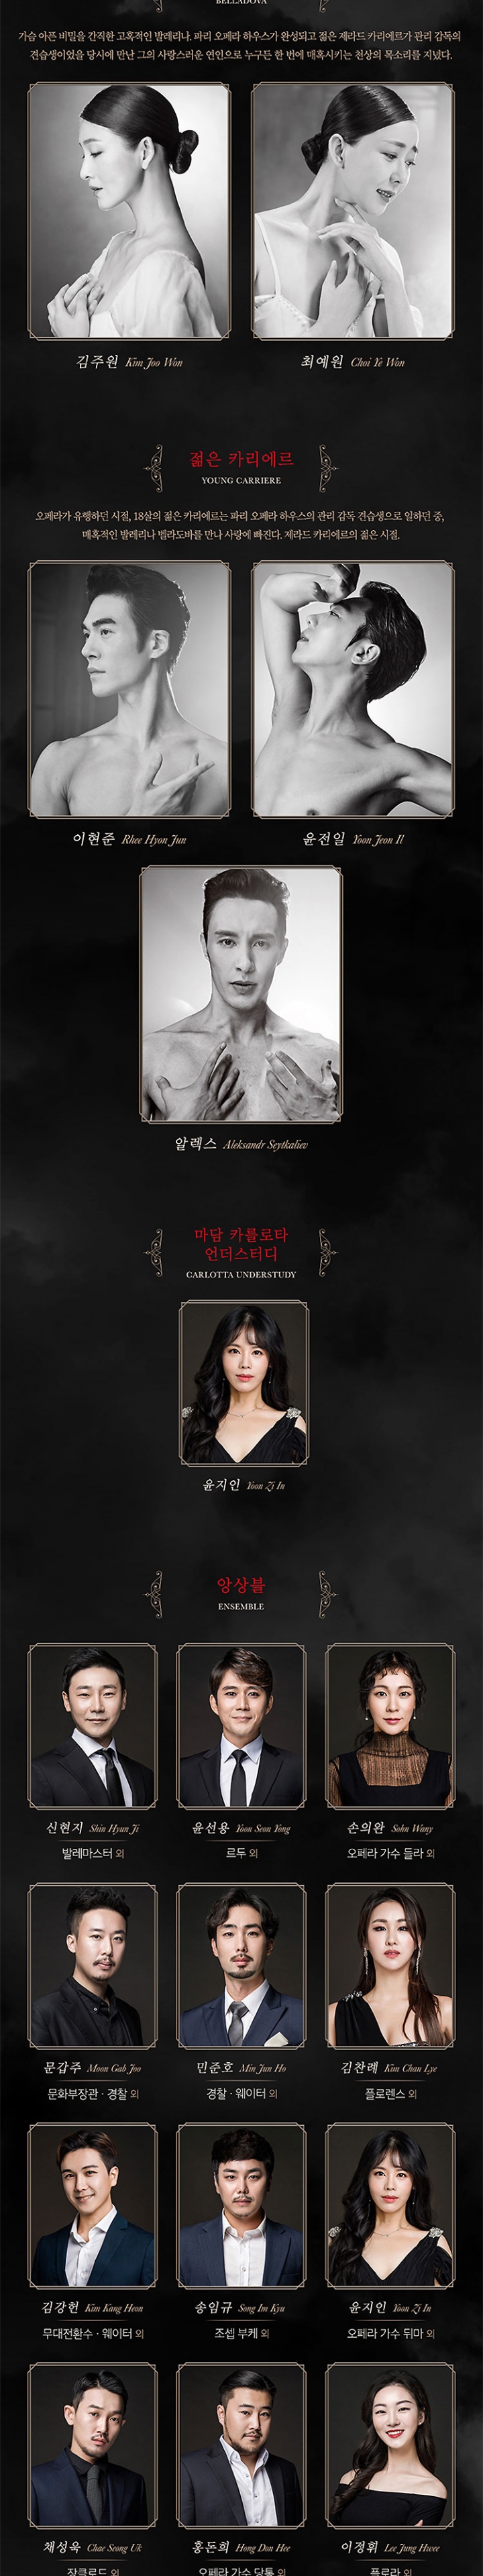 BELLADOVA
가슴 아픈 비밀을 간직한 고혹적인 발레리나. 파리 오페라 하우스가 완성되고 젊은 제라드 카리에르가 관리 감독의
견습생이었을 당시에 만난 그의 사랑스러운 연인으로 누구든 한 번에 매혹시키는 천상의 목소리를 지녔다.
김주원 Kim Joo Won
최예원 Choi Ye Won
젊은 카리에르
YOUNG CARRIERE
오페라가 유행하던 시절, 18살의 젊은 카리에르는 파리 오페라 하우스의 관리 감독 견습생으로 일하던 중,
매혹적인 발레리나 벨라도바를 만나 사랑에 빠진다. 제라드 카리에르의 젊은 시절.
이현준 Rhee Hyon Jun
윤전일 Yoon Jeon Il
알렉스 Aleksandr Seytkaliev
마담 카를로타
언더스터디
CARLOTTA UNDERSTUDY
윤지인 Yoon Zi In
앙상블
ENSEMBLE
신현지 Shin Hyun Ji
발레마스터 외
윤선용 Yoon Seon Yong
르두 외
손의완 Sohn Wany
오페라 가수 들라 외
문갑주 Moon Gab Joo
문화부장관 · 경찰 외
민준호 Min Jun Ho
경찰 · 웨이터 외
김찬례 Kim Chan Lye
플로렌스 외
김강현 Kim Kang Heon
무대전환수 · 웨이터 외
송임규 Song Im Kyu
조셉 부케 외
윤지인 Yoon Zi In
오페라 가수 뒤마 외
채성욱 Chae Seong Uk
장클로드 외
홍돈희 Hong Don Hee
오페라 가수 당통 외
이정휘 Lee Jung Hwee
플로라 외